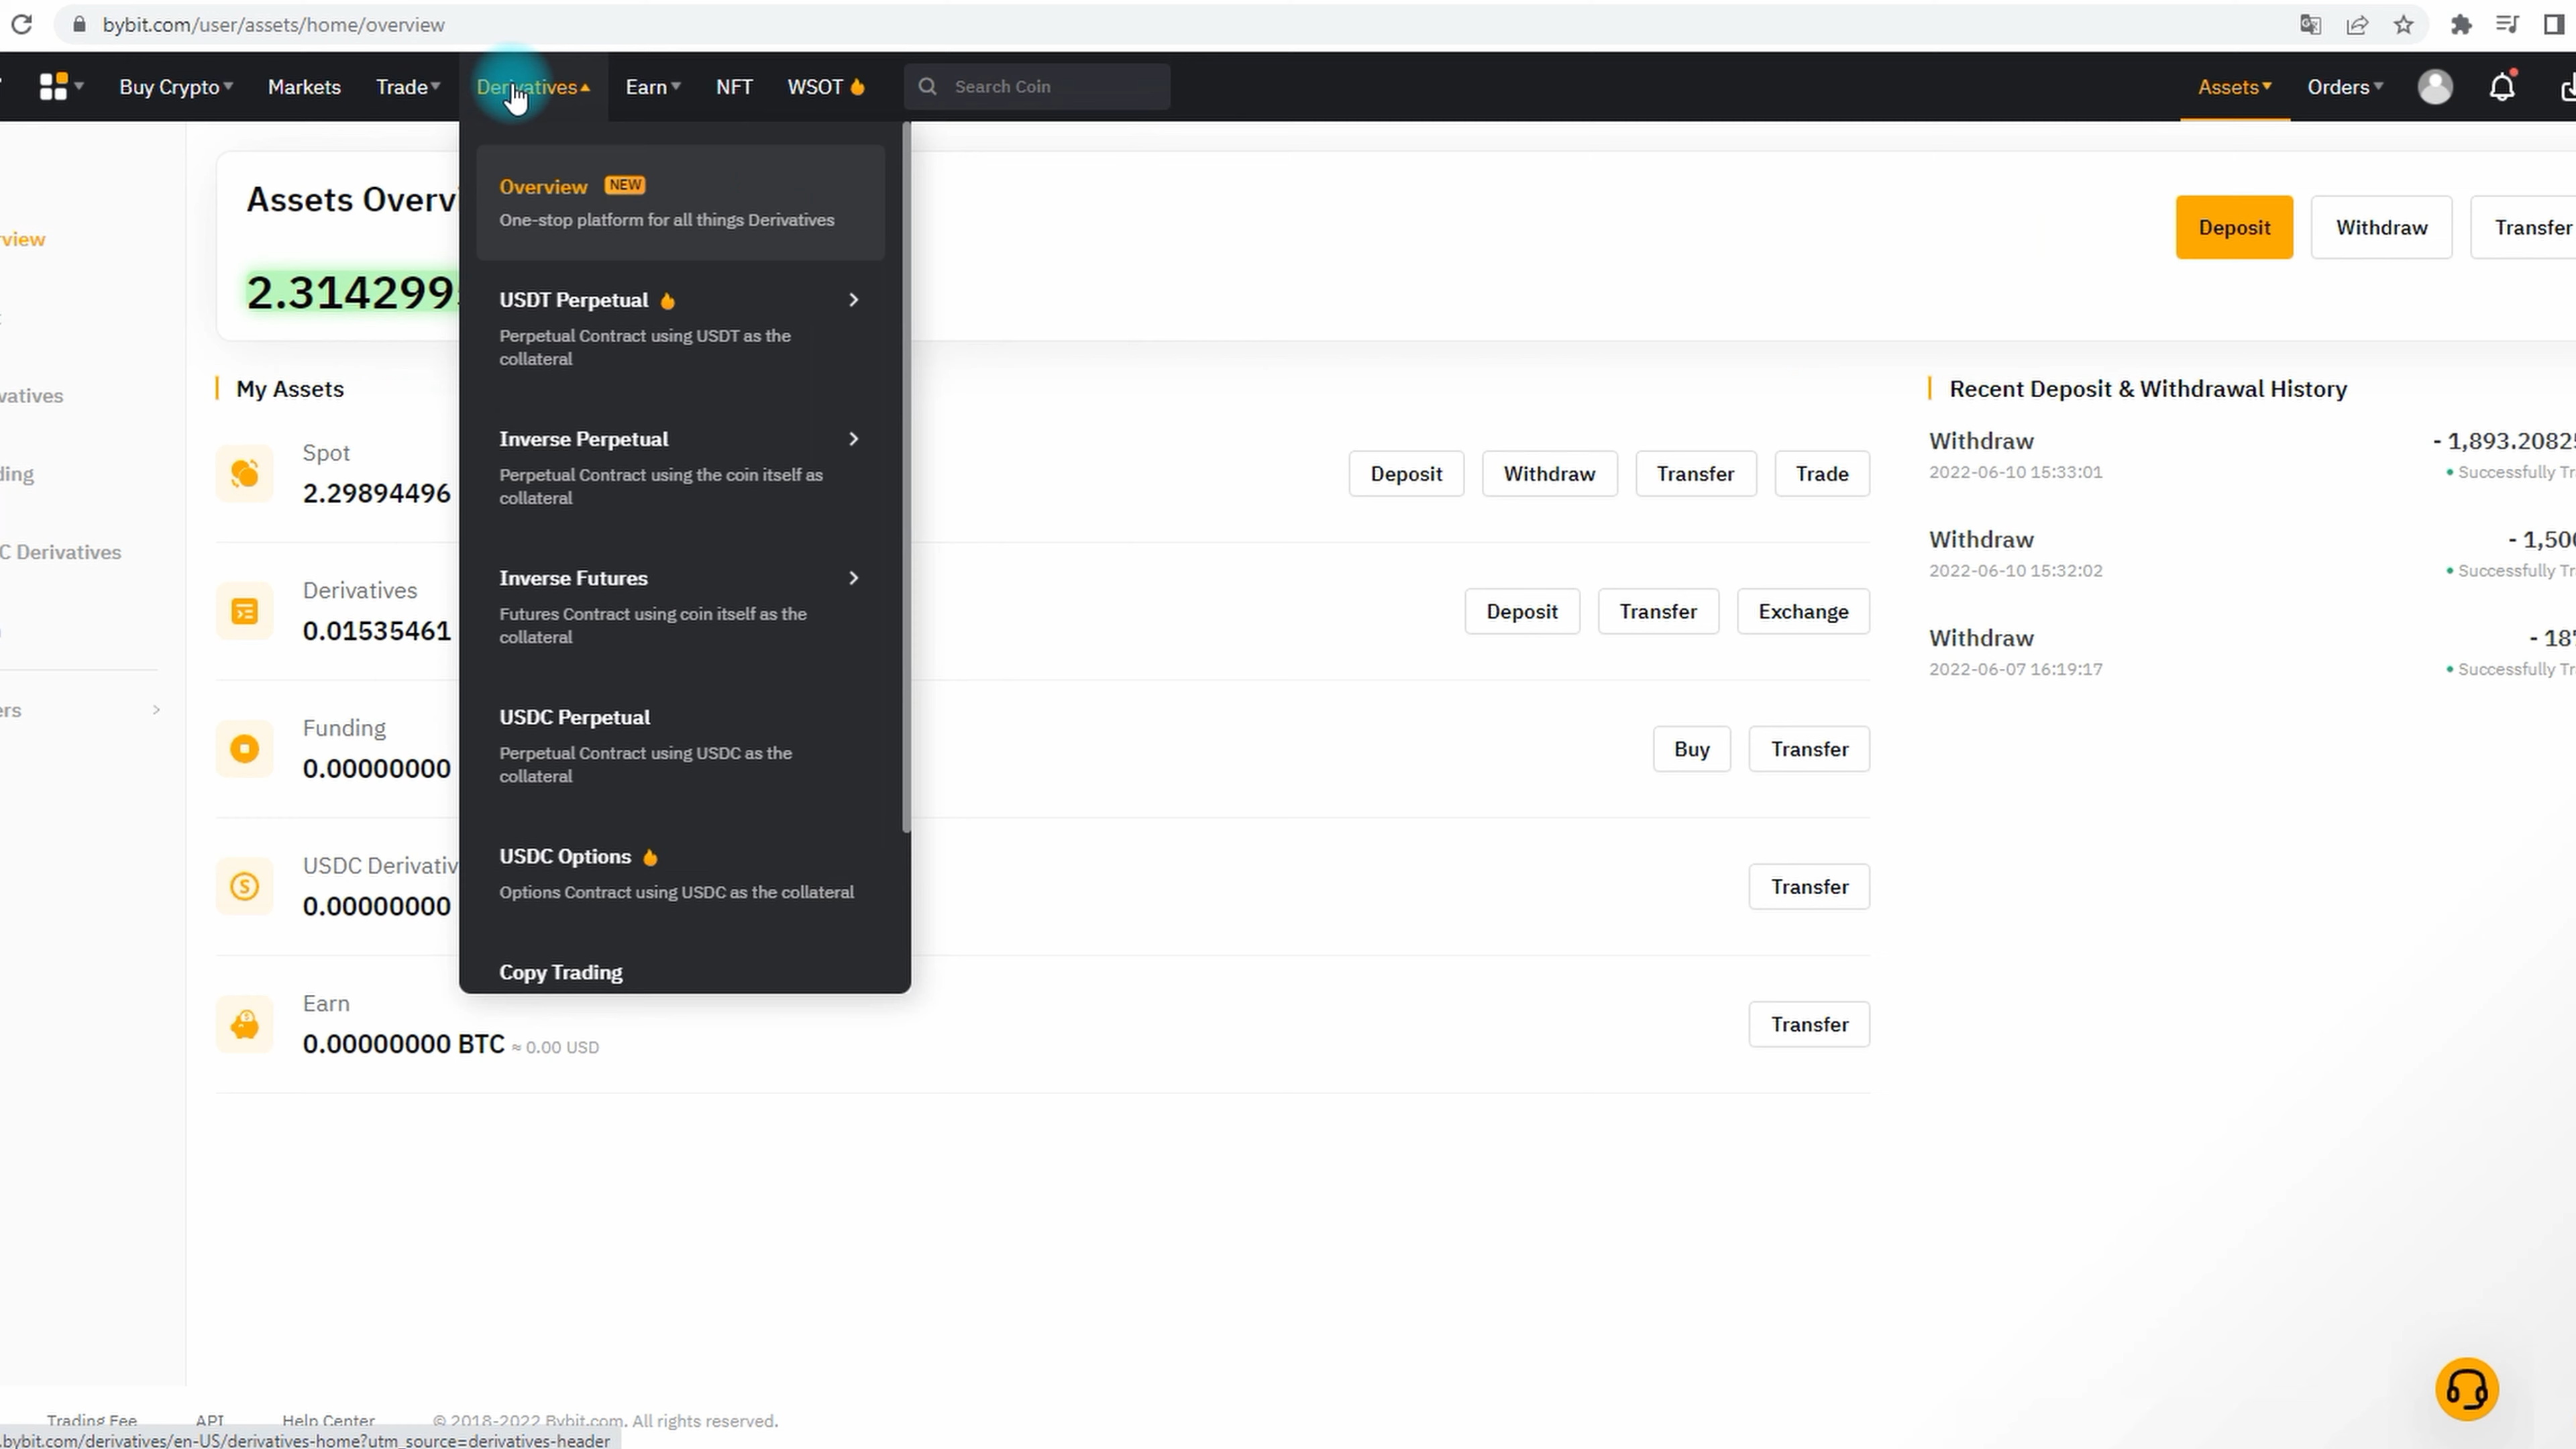 bybit.com/user/assets/home/overview
Buy Crypto Markets Trade Derivatives Earn NFT WSOT Search Coin Assets Orders
Overview NEW
One-stop platform for all things Derivatives
USDT Perpetual
Perpetual Contract using USDT as the
collateral
Inverse Perpetual
Perpetual Contract using the coin itself as
collateral
Inverse Futures
Futures Contract using coin itself as the
collateral
USDC Perpetual
Perpetual Contract using USDC as the
collateral
USDC Options
Options Contract using USDC as the collateral
Copy Trading
rview
vatives
ding
C Derivatives
ers
Assets Overv
2.314299
Deposit Withdraw Transfer
My Assets
Spot
2.29894496
Deposit Withdraw Transfer Trade
Derivatives
0.01535461
Deposit Transfer Exchange
Funding
0.00000000
Buy Transfer
USDC Derivativ
0.00000000
Transfer
Earn
0.00000000 BTC ≈ 0.00 USD
Transfer
Recent Deposit & Withdrawal History
Withdraw - 1,893.2082
2022-06-10 15:33:01 Successfully Tr
Withdraw - 1,50
2022-06-10 15:32:02 Successfully Tr
Withdraw - 18
2022-06-07 16:19:17 Successfully Tr
Trading Fee API Help Center © 2018-2022 Bybit.com. All rights reserved.
.bybit.com/derivatives/en-US/derivatives-home?utm_source=derivatives-header